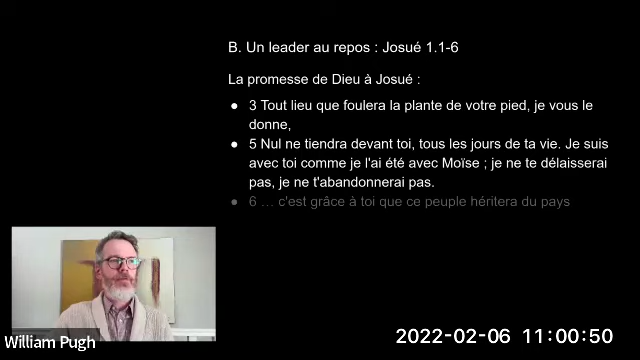 B. Un leader au repos : Josué 1.1-6
La promesse de Dieu à Josué :
● 3 Tout lieu que foulera la plante de votre pied, je vous le
donne,
● 5 Nul ne tiendra devant toi, tous les jours de ta vie. Je suis
avec toi comme je l'ai été avec Moïse ; je ne te délaisserai
pas, je ne t'abandonnerai pas.
● 6 … c'est grâce à toi que ce peuple héritera du pays
William Pugh
2022-02-06 11:00:50